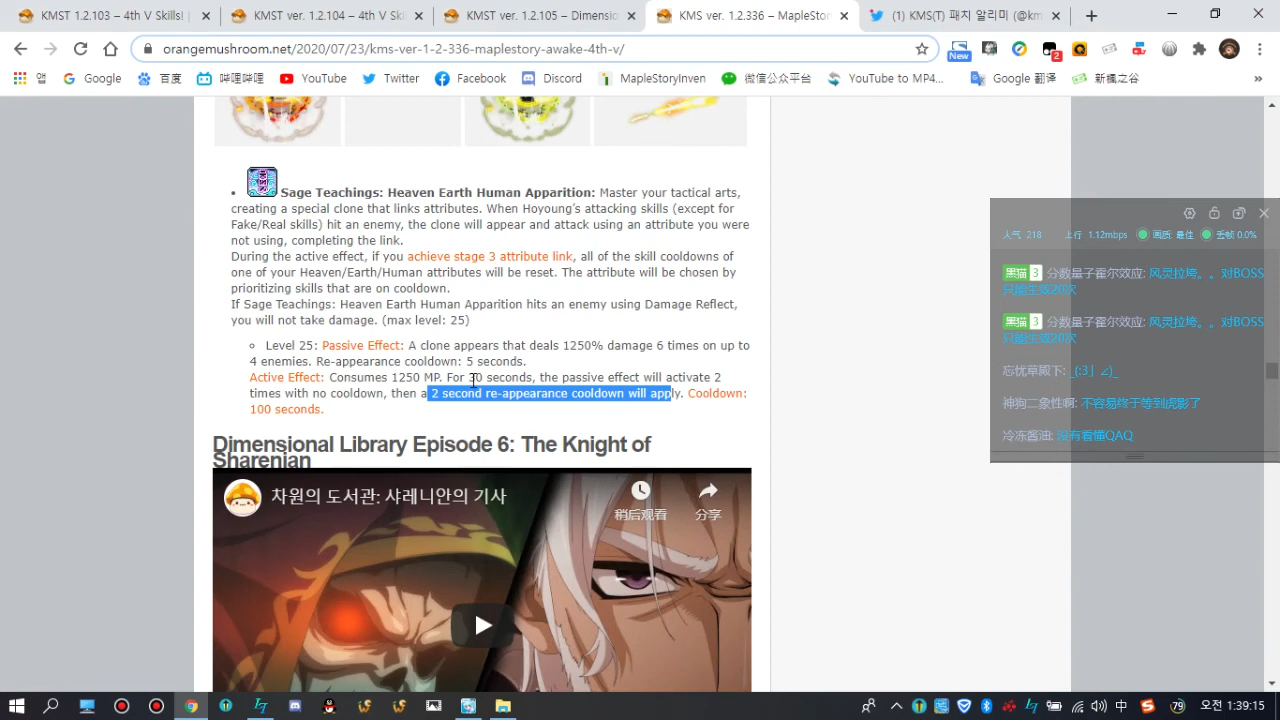 KMST 1.2.103 – 4th V Skills! |
KMST ver. 1.2.104 – 4th V Ski
KMST ver. 1.2.105 – Dimensio
KMS ver. 1.2.336 – MapleStor
(1) KMS(T) 패치 알리미 (@km
orangemushroom.net/2020/07/23/kms-ver-1-2-336-maplestory-awake-4th-v/
New
2
앱
Google
百度
哔哩哔哩
YouTube
Twitter
Facebook
Discord
MapleStoryInven
微信公众平台
YouTube to MP4...
Google 翻译
新楓之谷
»
Sage Teachings: Heaven Earth Human Apparition: Master your tactical arts,
creating a special clone that links attributes. When Hoyoung's attacking skills (except for
Fake/Real skills) hit an enemy, the clone will appear and attack using an attribute you were
not using, completing the link.
During the active effect, if you achieve stage 3 attribute link, all of the skill cooldowns of
one of your Heaven/Earth/Human attributes will be reset. The attribute will be chosen by
prioritizing skills that are on cooldown.
If Sage Teachings: Heaven Earth Human Apparition hits an enemy using Damage Reflect,
you will not take damage. (max level: 25)
Level 25: Passive Effect: A clone appears that deals 1250% damage 6 times on up to
4 enemies. Re-appearance cooldown: 5 seconds.
Active Effect: Consumes 1250 MP. For 30 seconds, the passive effect will activate 2
times with no cooldown, then a 2 second re-appearance cooldown will apply. Cooldown:
100 seconds.
Dimensional Library Episode 6: The Knight of
Sharenian
차원의 도서관: 샤레니안의 기사
稍后观看
分享
人气 218 上行 1.12mbps 画质: 最佳 丢帧 0.0%
黑猫 3 分数量子霍尔效应: 风灵拉垮。。对BOSS
只能生效20次
黑猫 3 分数量子霍尔效应: 风灵拉垮。。对BOSS
只能生效20次
忘忧草殿下: _(:3」∠)_
神狗二象性啊: 不容易终于等到虎影了
冷冻酱油: 没有看懂QAQ
中
79
오전 1:39:15